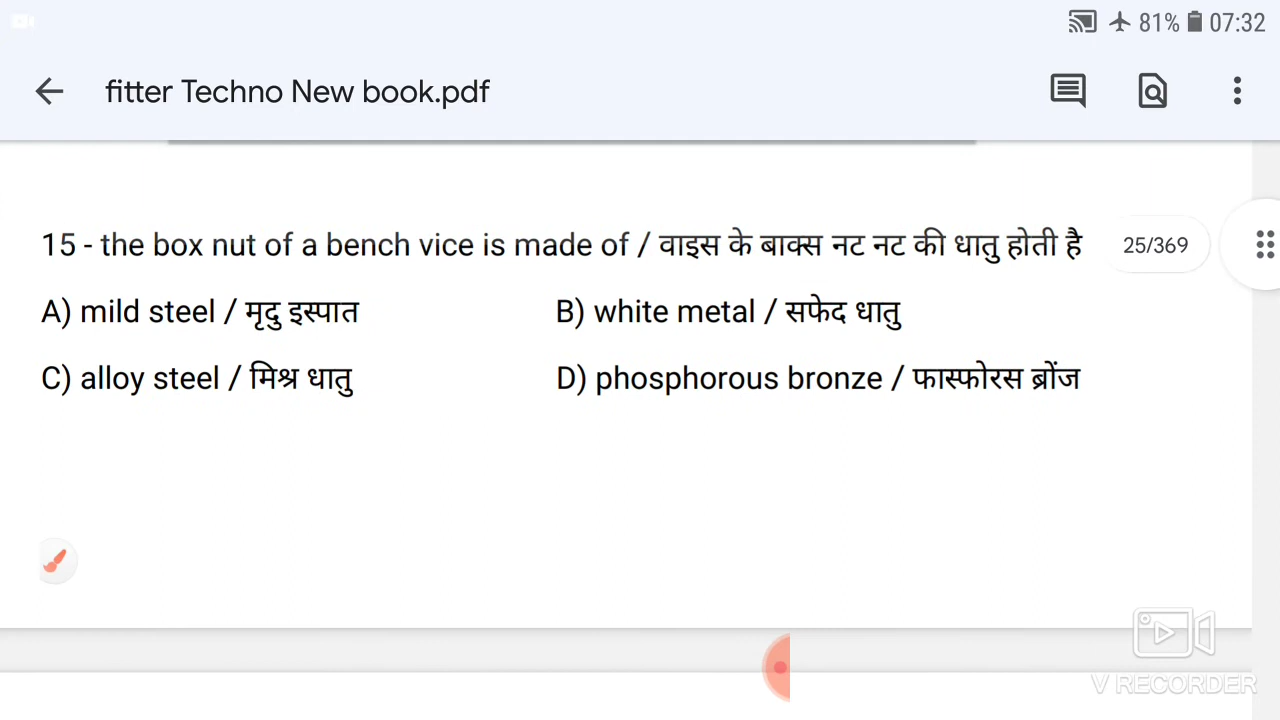 81% 07:32
fitter Techno New book.pdf
15 - the box nut of a bench vice is made of / वाइस के बाक्स नट नट की धातु होती है
25/369
A) mild steel / मृदु इस्पात B) white metal / सफेद धातु
C) alloy steel / मिश्र धातु D) phosphorous bronze / फास्फोरस ब्रोंज
V RECORDER